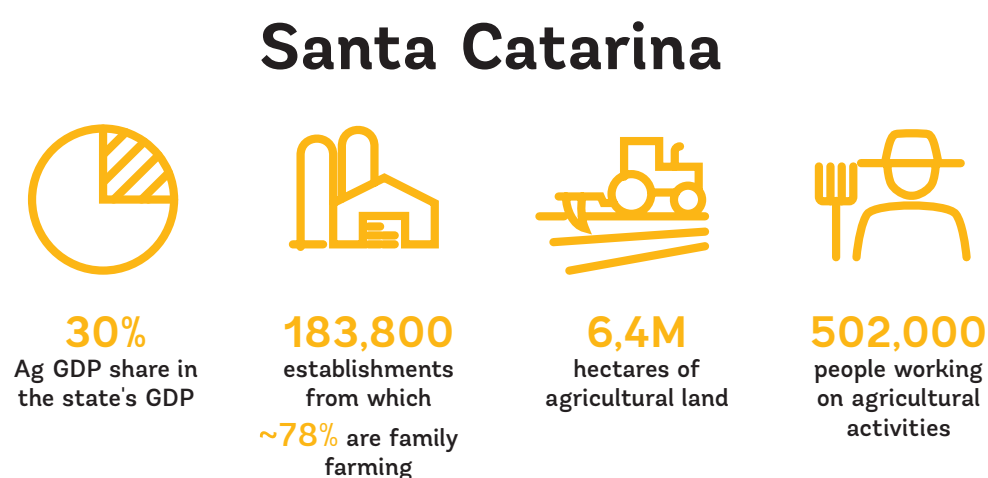 Santa Catarina
30%
Ag GDP share in
the state's GDP
183,800
establishments
from which
~78% are family
farming
6,4M
hectares of
agricultural land
502,000
people working
on agricultural
activities